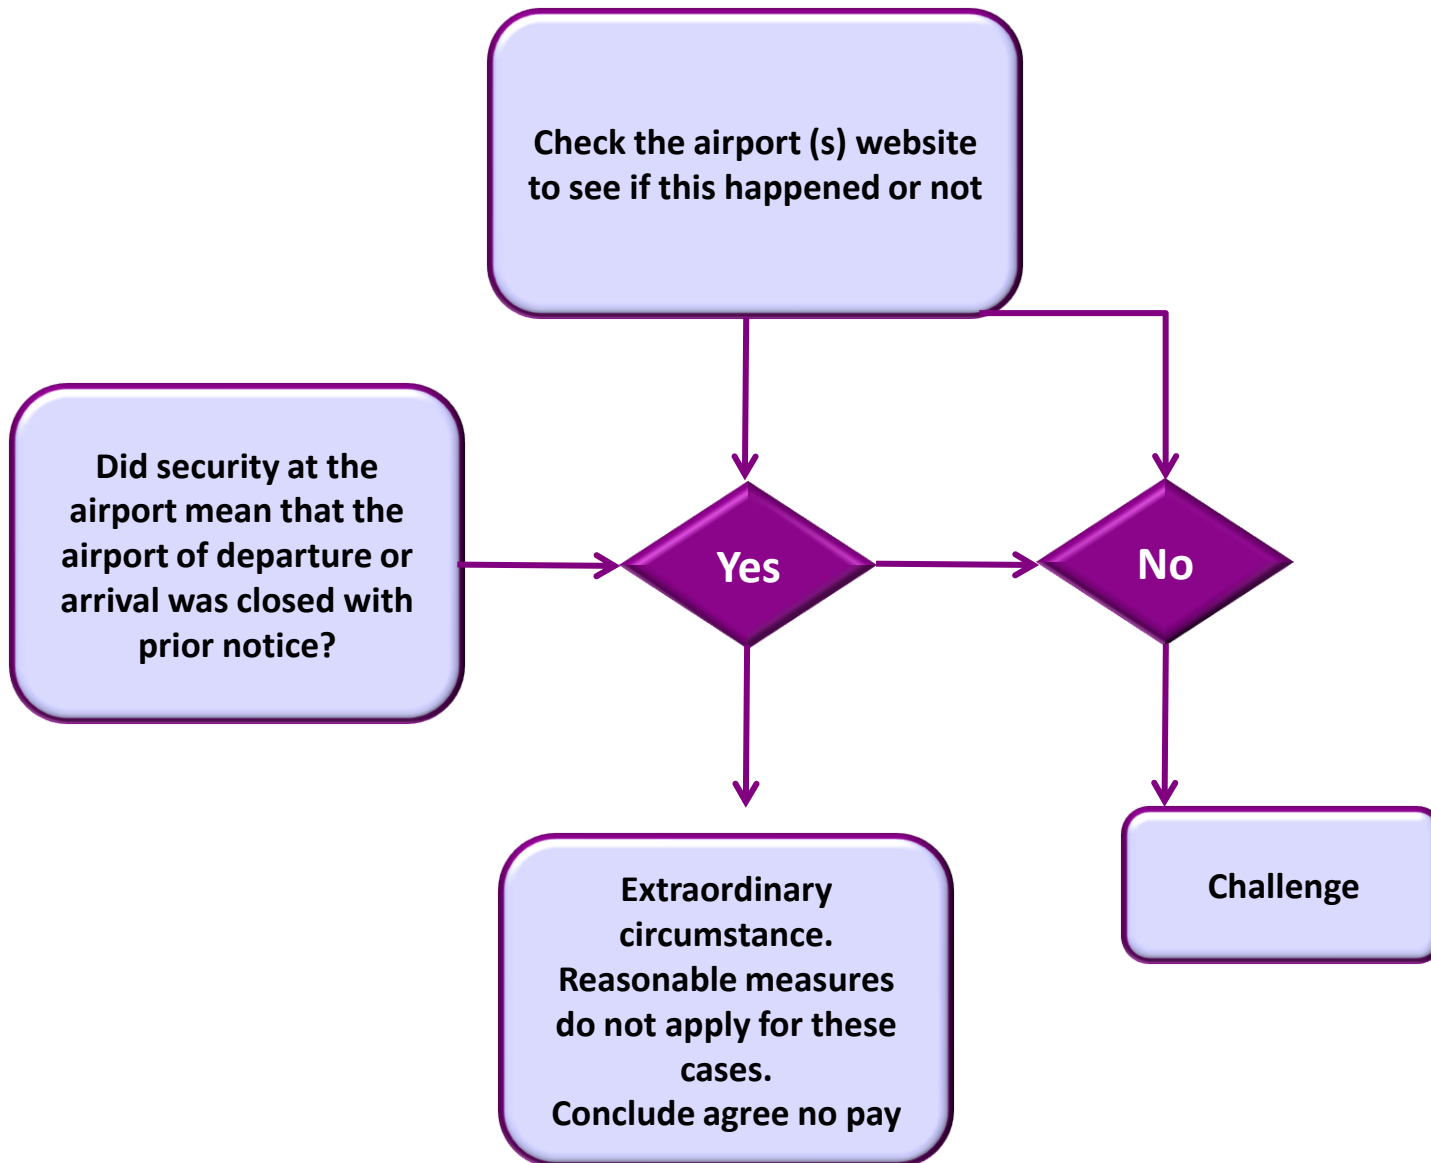 Check the airport (s) website
to see if this happened or not
Did security at the
airport mean that the
airport of departure or
arrival was closed with
prior notice?
Yes
No
Extraordinary
circumstance.
Reasonable measures
do not apply for these
cases.
Conclude agree no pay
Challenge